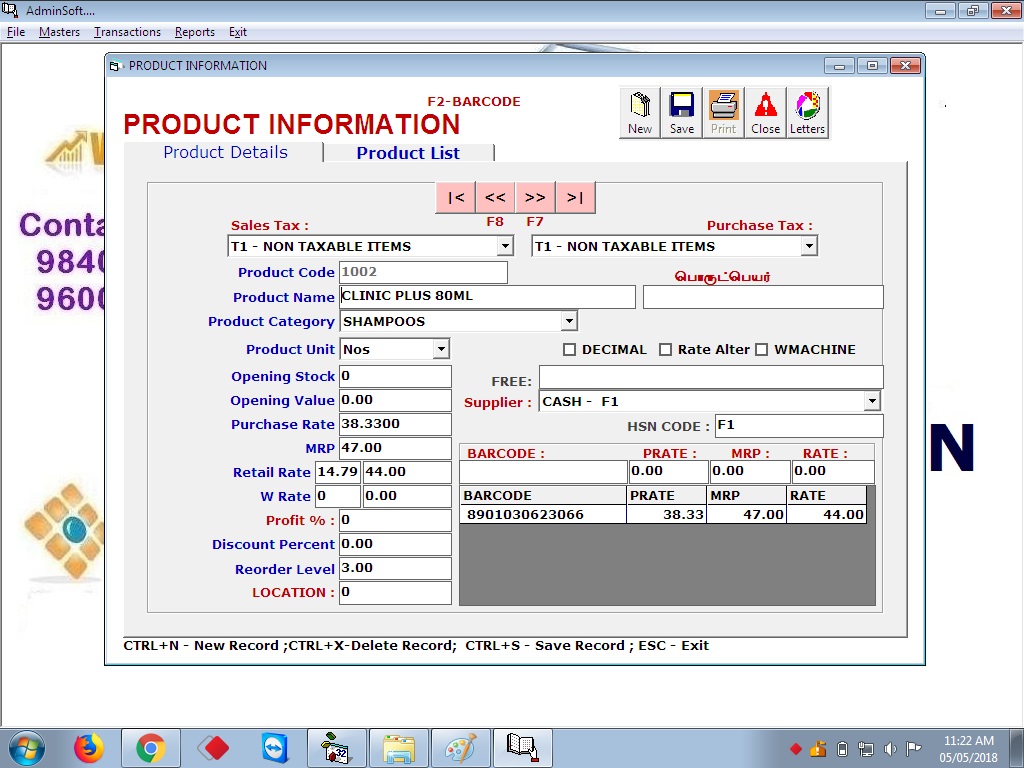 AdminSoft....
File Masters Transactions Reports Exit
PRODUCT INFORMATION
F2-BARCODE
PRODUCT INFORMATION
New Save Print Close Letters
Product Details Product List
|< << >> >|
F8 F7
Sales Tax : Purchase Tax :
T1 - NON TAXABLE ITEMS T1 - NON TAXABLE ITEMS
Product Code 1002 பொருட்பெயர்
Product Name CLINIC PLUS 80ML
Product Category SHAMPOOS
Product Unit Nos DECIMAL Rate Alter WMACHINE
Opening Stock 0 FREE:
Opening Value 0.00 Supplier : CASH - F1
Purchase Rate 38.3300 HSN CODE : F1
MRP 47.00 BARCODE : PRATE : MRP : RATE :
Retail Rate 14.79 44.00 0.00 0.00 0.00
W Rate 0 0.00 BARCODE PRATE MRP RATE
Profit % : 0 8901030623066 38.33 47.00 44.00
Discount Percent 0.00
Reorder Level 3.00
LOCATION : 0
CTRL+N - New Record ;CTRL+X-Delete Record; CTRL+S - Save Record ; ESC - Exit
Conta
984
960
N
32
11:22 AM
05/05/2018